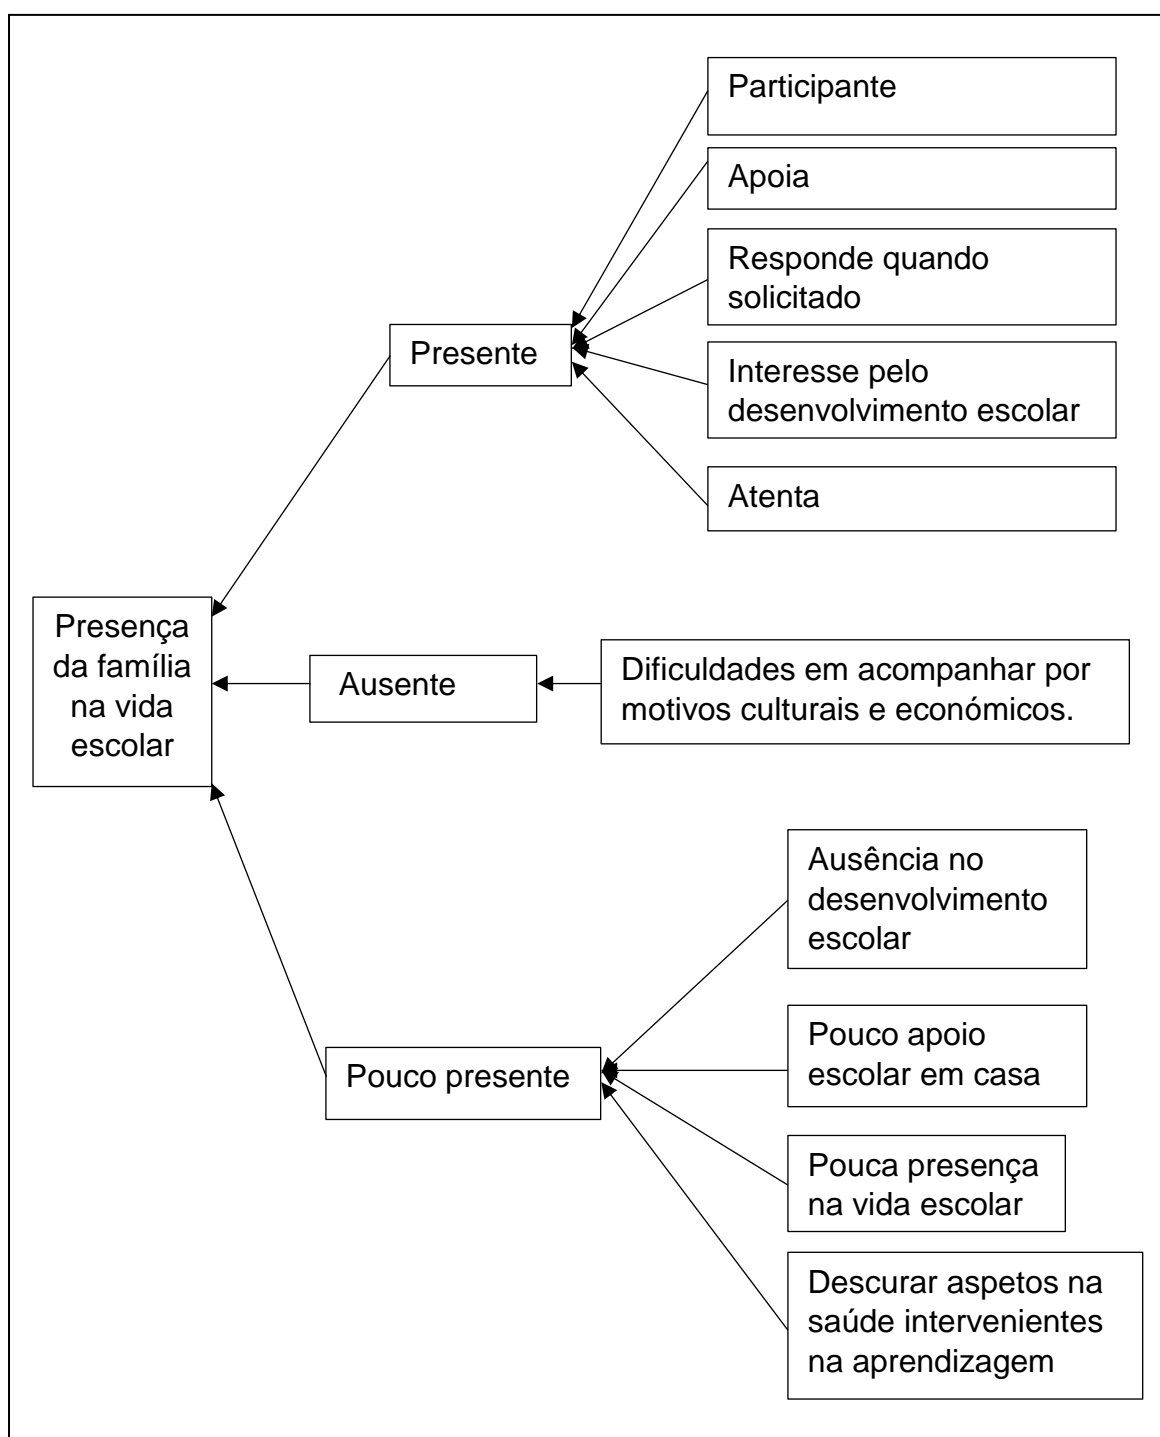 Participante
Apoia
Responde quando
solicitado
Presente
Interesse pelo
desenvolvimento escolar
Atenta
Presença
da família
na vida
escolar
Ausente
Dificuldades em acompanhar por
motivos culturais e económicos.
Ausência no
desenvolvimento
escolar
Pouco apoio
escolar em casa
Pouco presente
Pouca presença
na vida escolar
Descurar aspetos na
saúde intervenientes
na aprendizagem